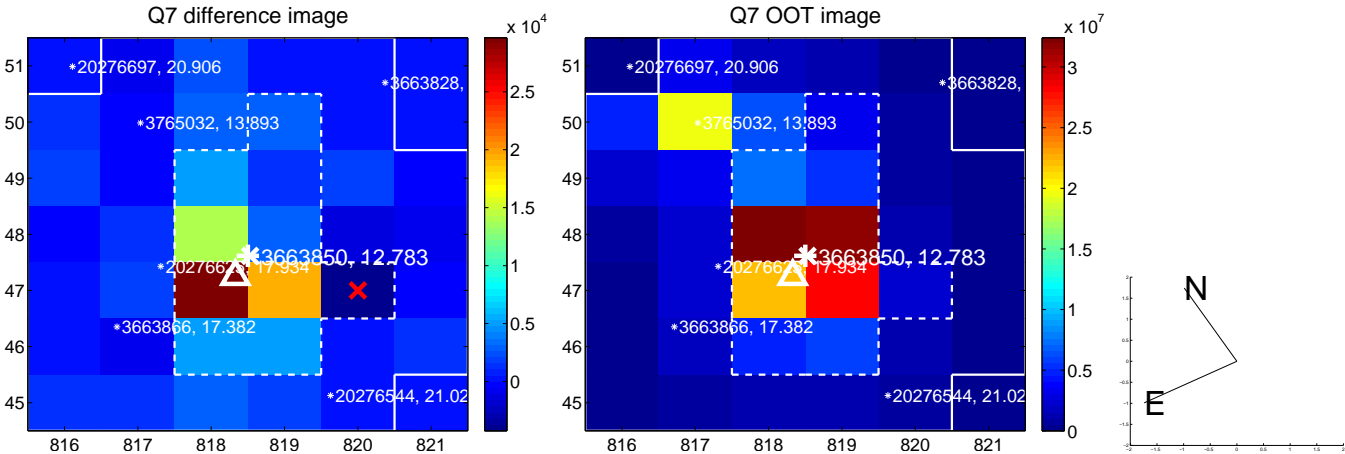 Q7 difference image
x 10^4
51 50 49 48 47 46 45
816 817 818 819 820 821
20276697, 20.906
3663828,
3765032, 13.893
3663850, 12.783
3663866, 17.382
20276544, 21.02
2.5 2 1.5 1 0.5 0
Q7 OOT image
x 10^7
51 50 49 48 47 46 45
816 817 818 819 820 821
20276697, 20.906
3663828,
3765032, 13.893
3663850, 12.783
3663866, 17.382
20276544, 21.02
3 2.5 2 1.5 1 0.5 0
N
E